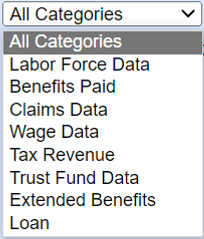 All Categories
All Categories
Labor Force Data
Benefits Paid
Claims Data
Wage Data
Tax Revenue
Trust Fund Data
Extended Benefits
Loan